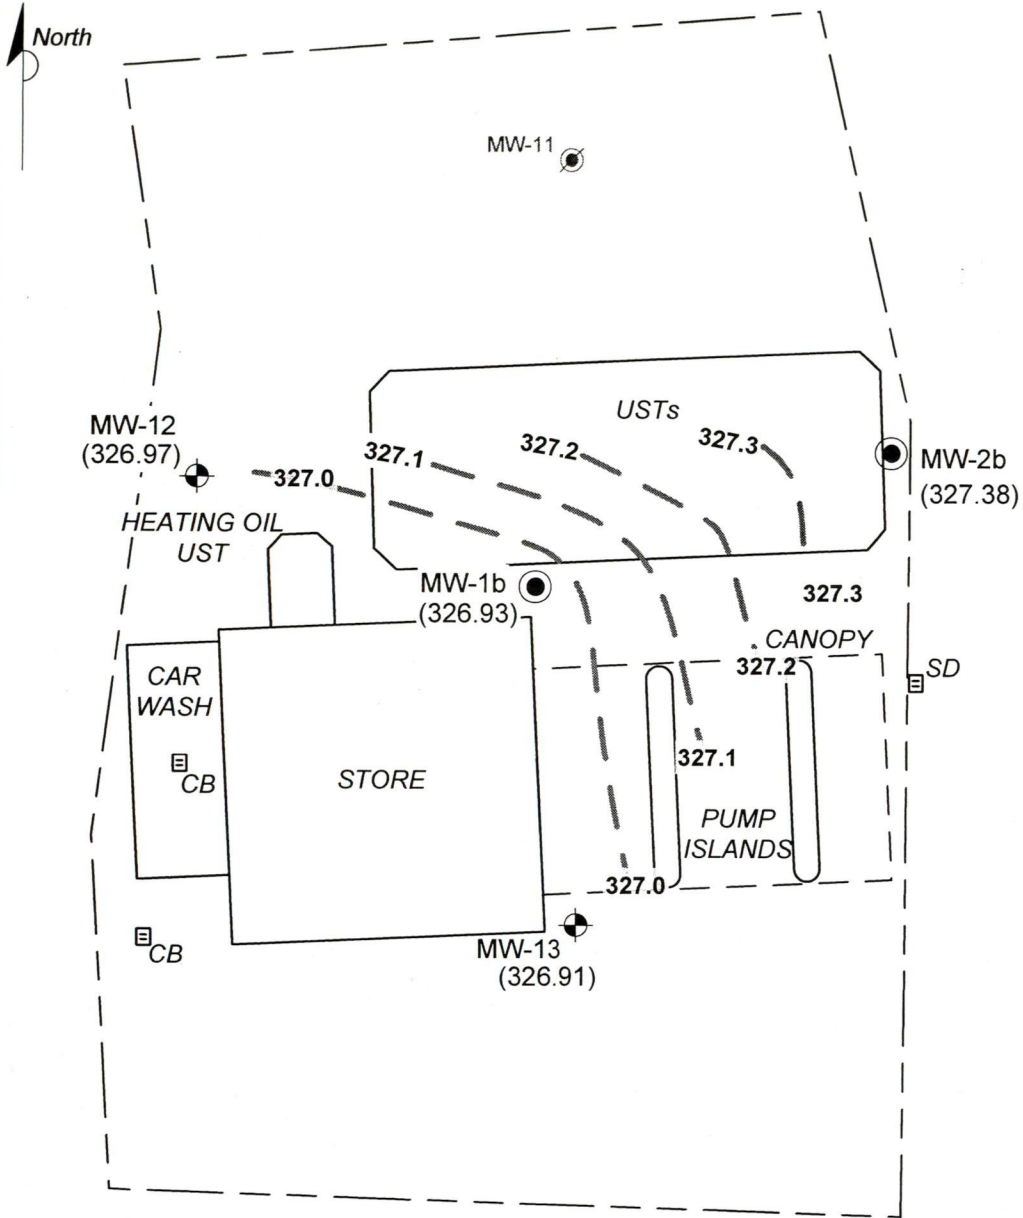 North
MW-11
USTs
MW-12
(326.97)
327.0
327.1
327.2
327.3
MW-2b
(327.38)
HEATING OIL
UST
MW-1b
(326.93)
327.3
CANOPY
327.2
SD
CAR
WASH
CB
STORE
327.1
PUMP
ISLANDS
327.0
CB
MW-13
(326.91)